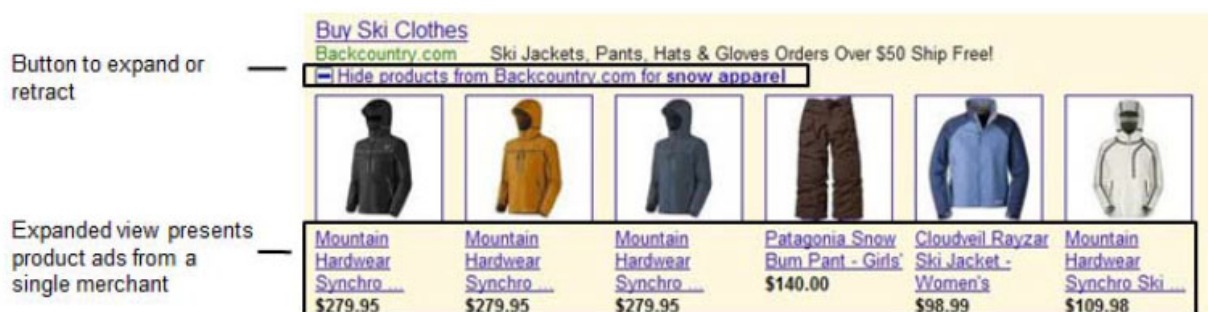 Buy Ski Clothes
Backcountry.com Ski Jackets, Pants, Hats & Gloves Orders Over $50 Ship Free!
Button to expand or
retract
Hide products from Backcountry.com for snow apparel
Expanded view presents
product ads from a
single merchant
Mountain
Hardwear
Synchro ...
$279.95
Mountain
Hardwear
Synchro ...
$279.95
Mountain
Hardwear
Synchro ...
$279.95
Patagonia Snow
Bum Pant - Girls'
$140.00
Cloudveil Rayzar
Ski Jacket -
Women's
$98.99
Mountain
Hardwear
Synchro Ski ...
$109.98